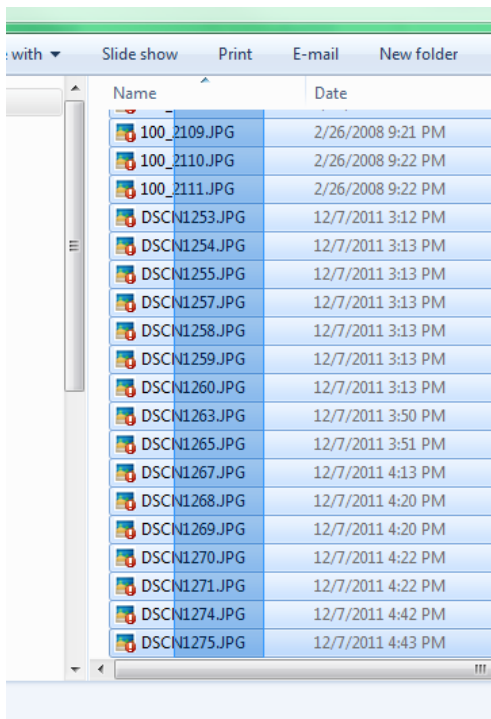 with Slide show Print E-mail New folder
Name Date
100_2109.JPG 2/26/2008 9:21 PM
100_2110.JPG 2/26/2008 9:22 PM
100_2111.JPG 2/26/2008 9:22 PM
DSCN1253.JPG 12/7/2011 3:12 PM
DSCN1254.JPG 12/7/2011 3:13 PM
DSCN1255.JPG 12/7/2011 3:13 PM
DSCN1257.JPG 12/7/2011 3:13 PM
DSCN1258.JPG 12/7/2011 3:13 PM
DSCN1259.JPG 12/7/2011 3:13 PM
DSCN1260.JPG 12/7/2011 3:13 PM
DSCN1263.JPG 12/7/2011 3:50 PM
DSCN1265.JPG 12/7/2011 3:51 PM
DSCN1267.JPG 12/7/2011 4:13 PM
DSCN1268.JPG 12/7/2011 4:20 PM
DSCN1269.JPG 12/7/2011 4:20 PM
DSCN1270.JPG 12/7/2011 4:22 PM
DSCN1271.JPG 12/7/2011 4:22 PM
DSCN1274.JPG 12/7/2011 4:42 PM
DSCN1275.JPG 12/7/2011 4:43 PM